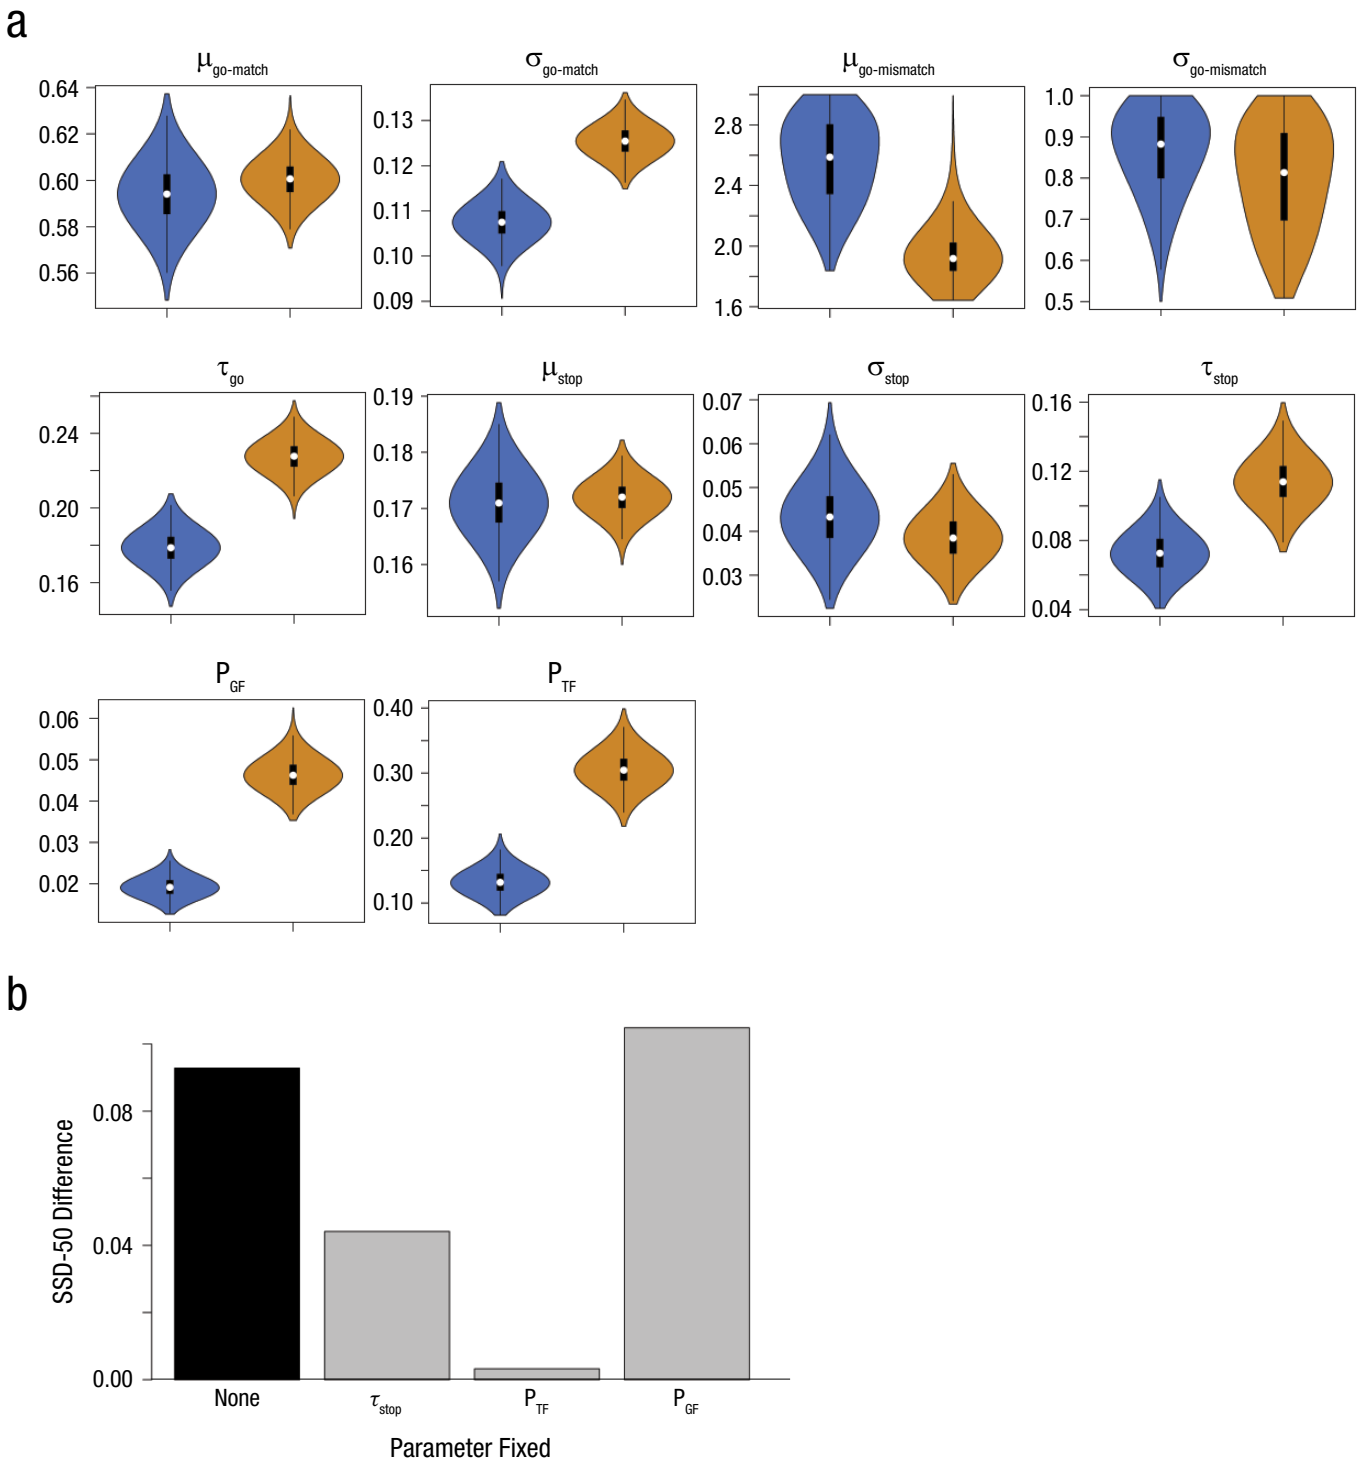 a
μgo-match
σgo-match
μgo-mismatch
σgo-mismatch
0.64
0.62
0.60
0.58
0.56
0.13
0.12
0.11
0.10
0.09
2.8
2.4
2.0
1.6
1.0
0.9
0.8
0.7
0.6
0.5
τgo
μstop
σstop
τstop
0.24
0.20
0.16
0.19
0.18
0.17
0.16
0.07
0.06
0.05
0.04
0.03
0.16
0.12
0.08
0.04
PGF
PTF
0.06
0.05
0.04
0.03
0.02
0.40
0.30
0.20
0.10
b
SSD-50 Difference
0.08
0.04
0.00
None
τstop
PTF
PGF
Parameter Fixed